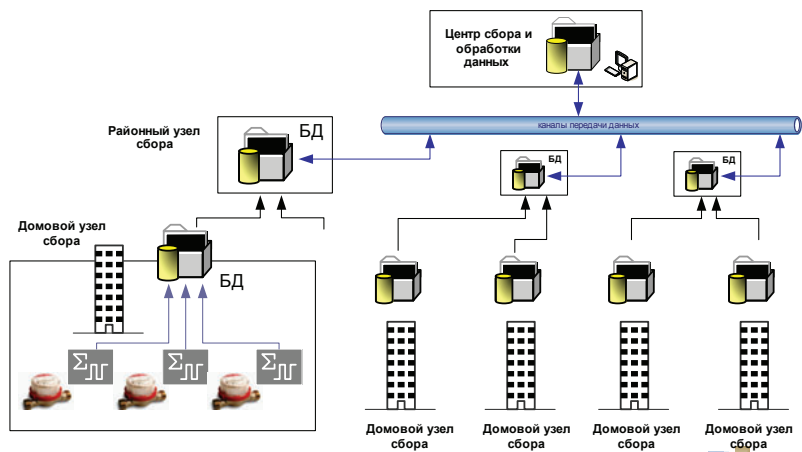 Центр сбора и
обработки
данных
каналы передачи данных
Районный узел
сбора
БД
БД
БД
Домовой узел
сбора
БД
Σ
Σ
Σ
Домовой узел
сбора
Домовой узел
сбора
Домовой узел
сбора
Домовой узел
сбора